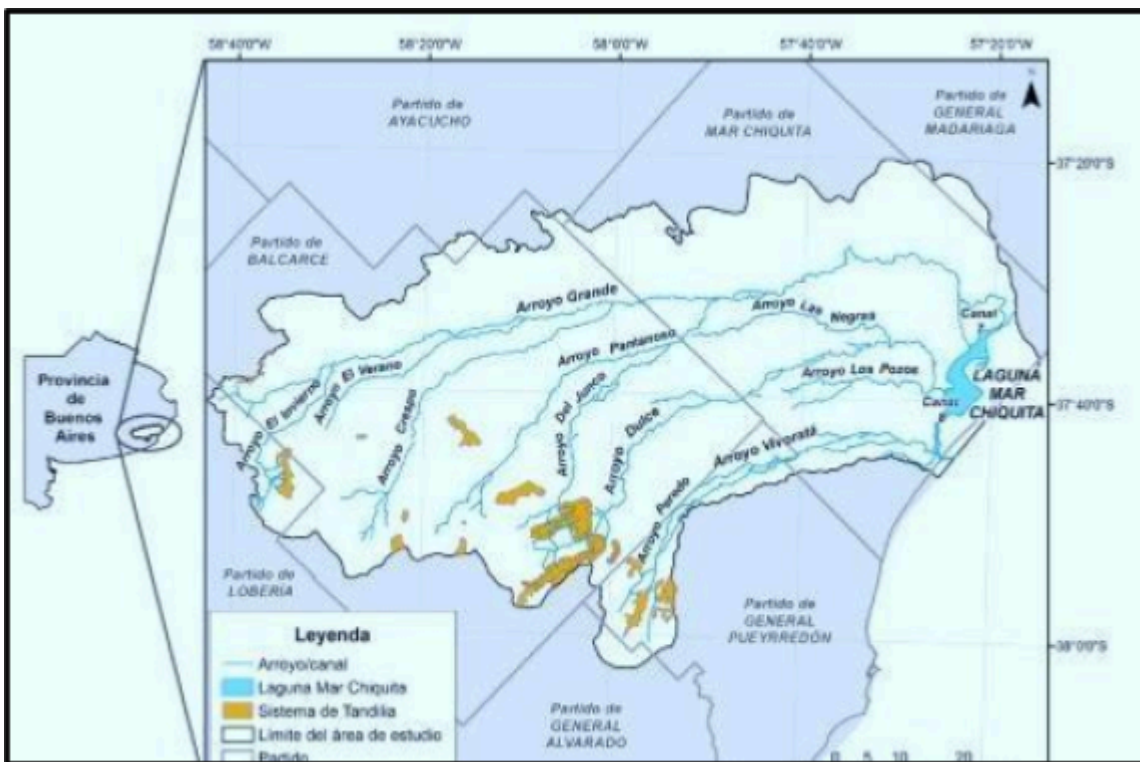 58°40'0"W 58°20'0"W 58°0'0"W 57°40'0"W 57°20'0"W
Partido de
AYACUCHO
Partido de
MAR CHIQUITA
Partido de
GENERAL
MADARIAGA
N
37°20'0"S
Partido de
BALCARCE
Arroyo Grande
Arroyo Las Negras
Canal
7
Arroyo Pantanoso
Arroyo El Invierno
Arroyo El Verano
Arroyo Crespo
Arroyo Del Junco
Arroyo Dulce
Arroyo Los Pozos
LAGUNA
MAR
CHIQUITA
Canal
37°40'0"S
Provincia
de
Buenos
Aires
Arroyo Vivoratá
Arroyo Peredo
Partido de
LOBERÍA
Partido de
GENERAL
PUEYRREDÓN
38°0'0"S
Leyenda
Arroyo/canal
Laguna Mar Chiquita
Sistema de Tandilia
Límite del área de estudio
Partido
Partido de
GENERAL
ALVARADO
0 5 10 20